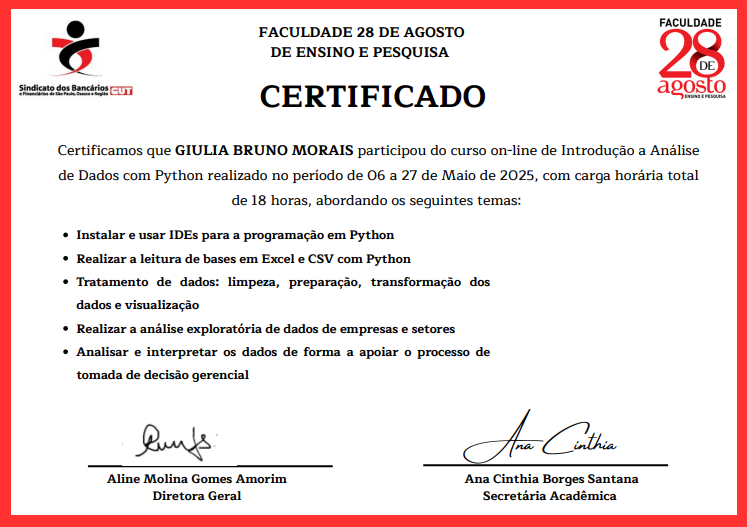 FACULDADE 28 DE AGOSTO
DE ENSINO E PESQUISA
Sindicato dos Bancários
e Financiários de São Paulo, Osasco e Região
CUT
FACULDADE
28
DE
agosto
ENSINO E PESQUISA
CERTIFICADO
Certificamos que GIULIA BRUNO MORAIS participou do curso on-line de Introdução a Análise
de Dados com Python realizado no período de 06 a 27 de Maio de 2025, com carga horária total
de 18 horas, abordando os seguintes temas:
• Instalar e usar IDEs para a programação em Python
• Realizar a leitura de bases em Excel e CSV com Python
• Tratamento de dados: limpeza, preparação, transformação dos
dados e visualização
• Realizar a análise exploratória de dados de empresas e setores
• Analisar e interpretar os dados de forma a apoiar o processo de
tomada de decisão gerencial
Ana Cinthia
Aline Molina Gomes Amorim
Diretora Geral
Ana Cinthia Borges Santana
Secretária Acadêmica